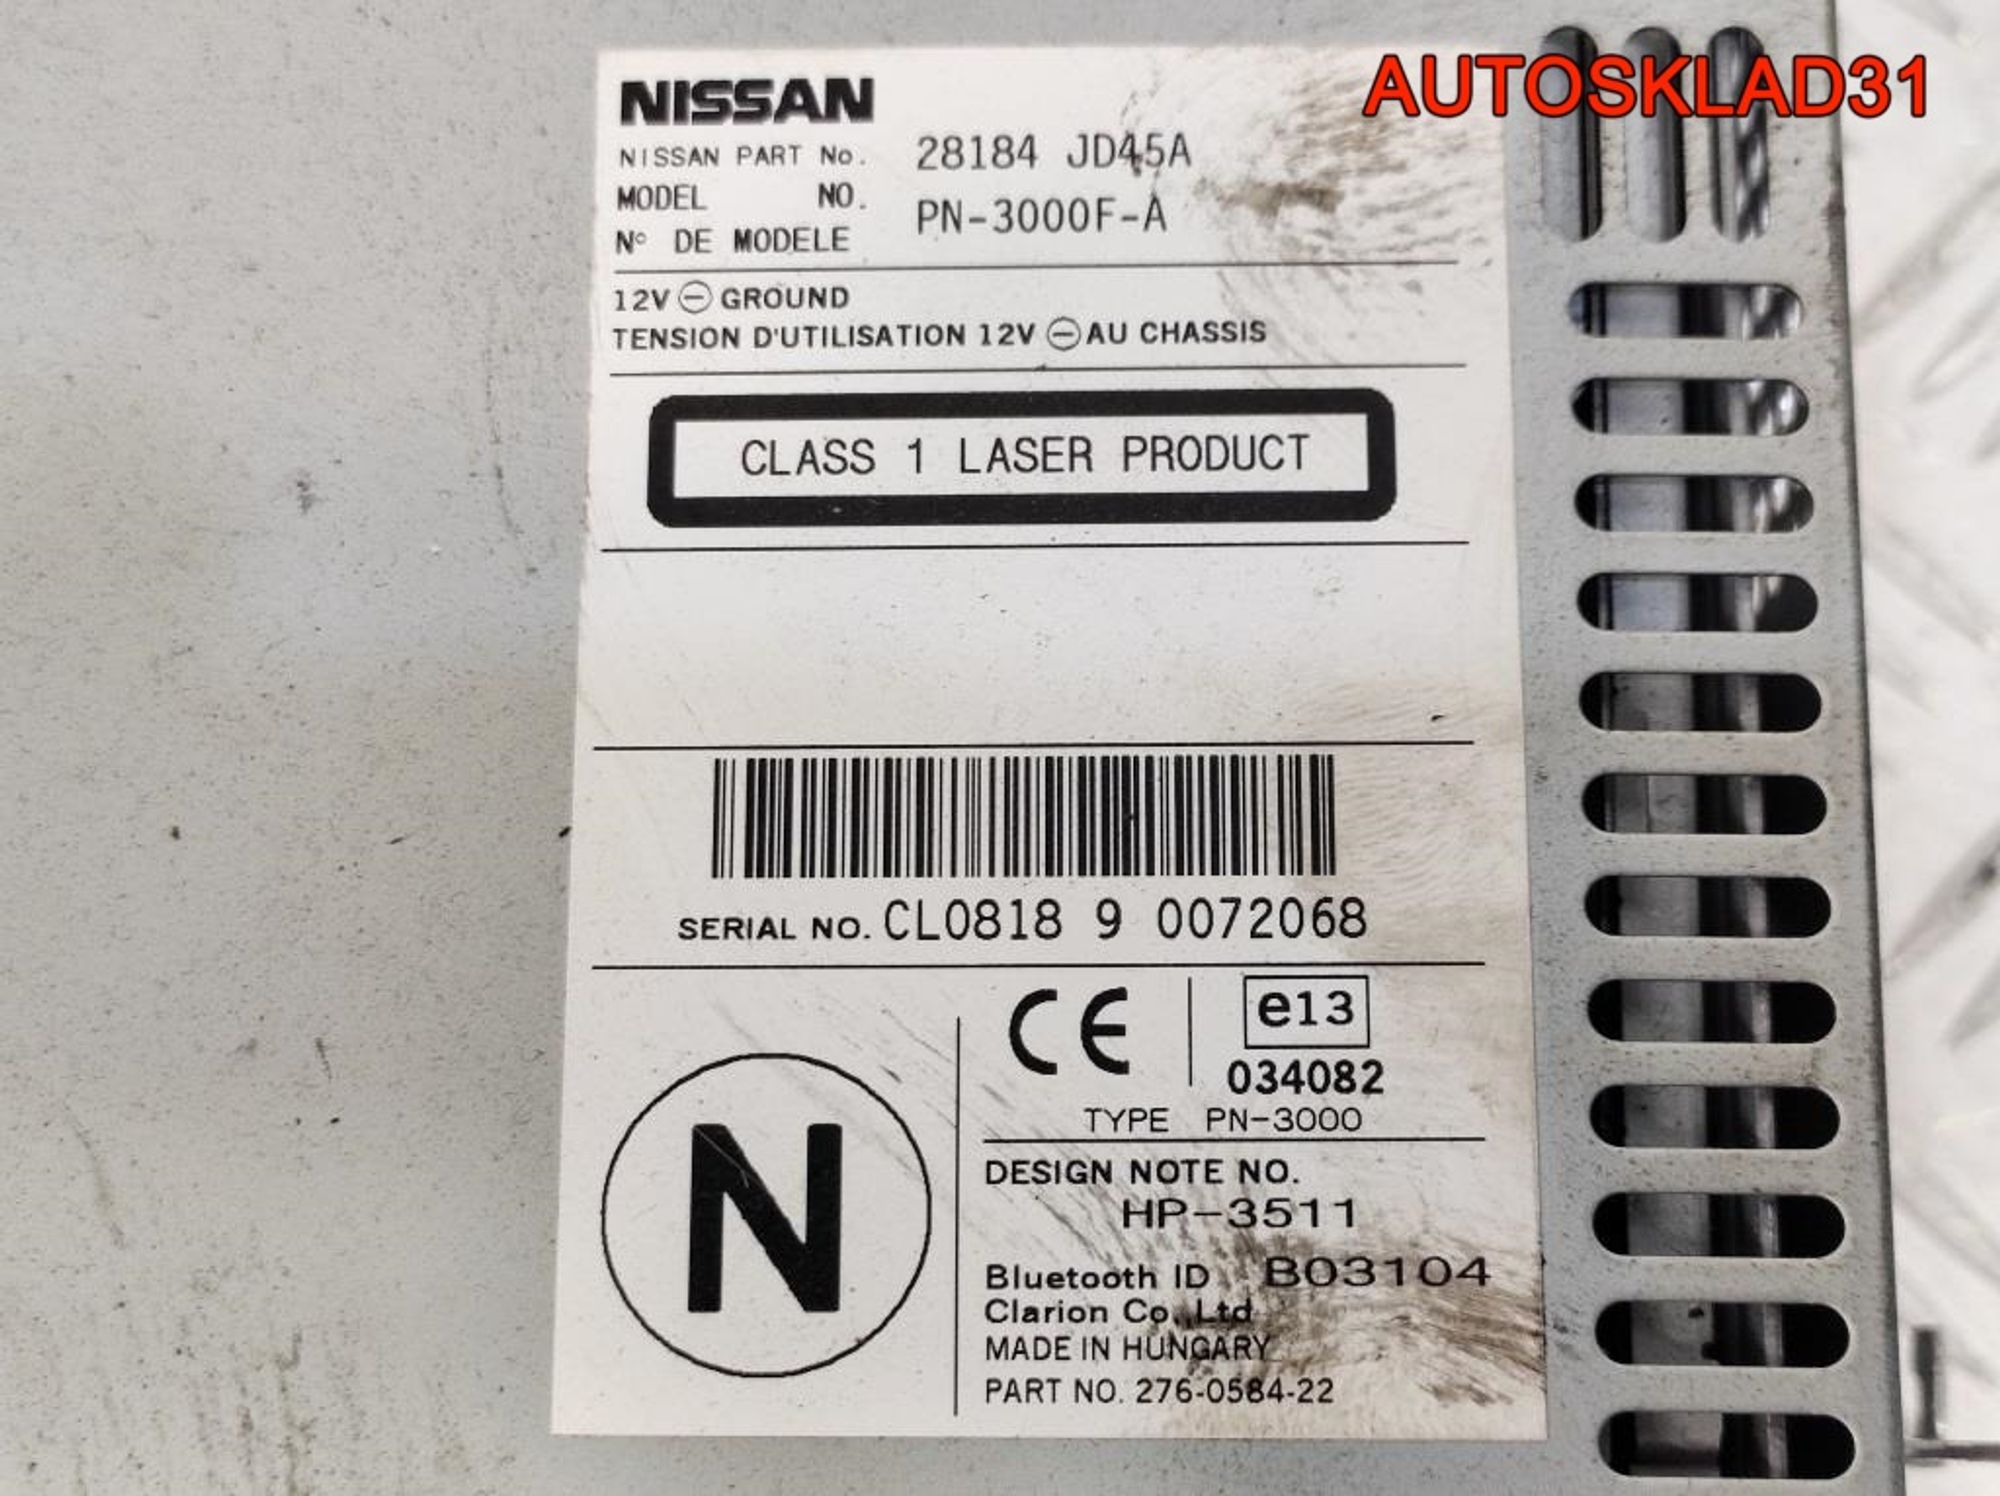 AUTOSKLAD31
NISSAN
NISSAN PART No. 28184 JD45A
MODEL NO. PN-3000F-A
N° DE MODELE
12V ⊖ GROUND
TENSION D'UTILISATION 12V ⊖ AU CHASSIS
CLASS 1 LASER PRODUCT
SERIAL NO. CL0818 9 0072068
CE e13
034082
TYPE PN-3000
N
DESIGN NOTE NO.
HP-3511
Bluetooth ID B03104
Clarion Co., Ltd
MADE IN HUNGARY
PART NO. 276-0584-22